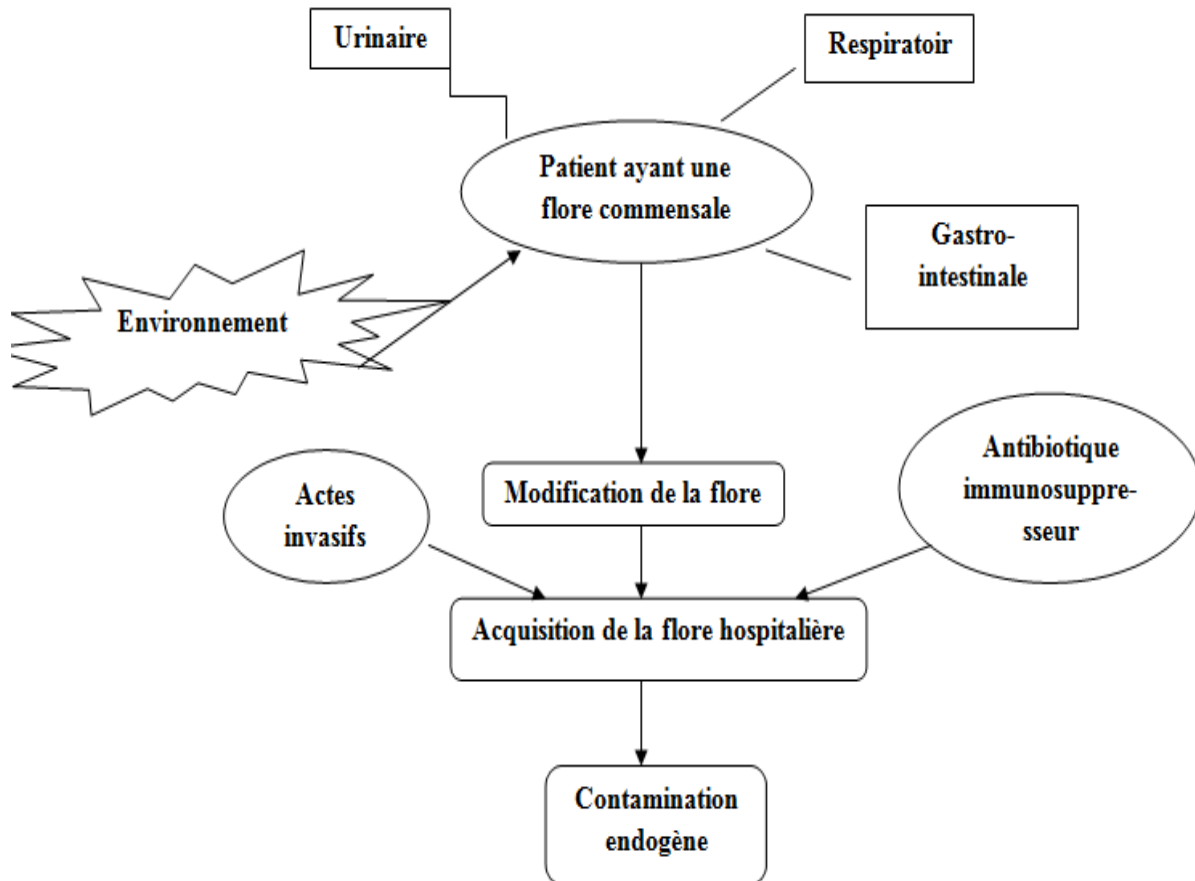 Urinaire
Respiratoir
Patient ayant une
flore commensale
Gastro-
intestinale
Environnement
Antibiotique
immunosuppre-
sseur
Actes
invasifs
Modification de la flore
Acquisition de la flore hospitalière
Contamination
endogène